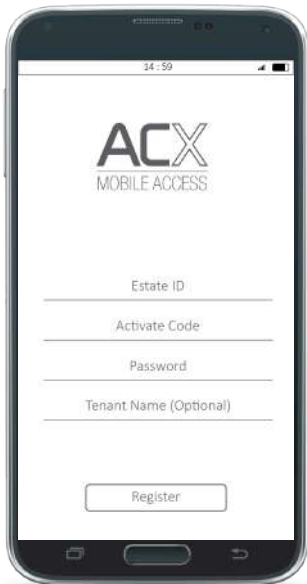 14 : 59
ACX
MOBILE ACCESS
Estate ID
Activate Code
Password
Tenant Name (Optional)
Register